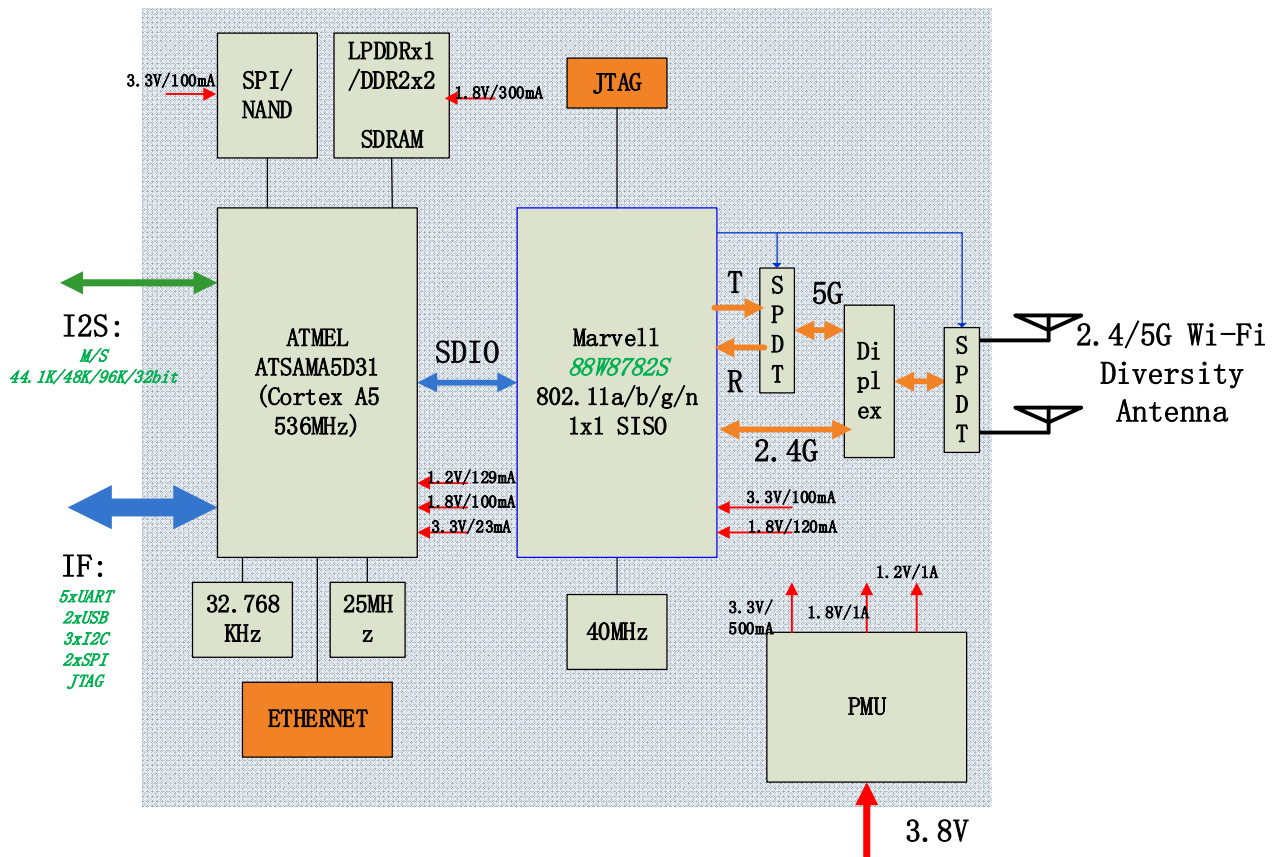 3.3V/100mA
SPI/
NAND
LPDDRx1
/DDR2x2
SDRAM
1.8V/300mA
JTAG
I2S:
M/S
44.1K/48K/96K/32bit
ATMEL
ATSAMA5D31
(Cortex A5
536MHz)
SDIO
Marvell
88W8782S
802.11a/b/g/n
1x1 SISO
T
R
S
P
D
T
5G
2.4G
Di
pl
ex
S
P
D
T
2.4/5G Wi-Fi
Diversity
Antenna
1.2V/129mA
1.8V/100mA
3.3V/23mA
3.3V/100mA
1.8V/120mA
IF:
5xUART
2xUSB
3xI2C
2xSPI
JTAG
32.768
KHz
25MH
z
40MHz
ETHERNET
3.3V/
500mA
1.8V/1A
1.2V/1A
PMU
3.8V